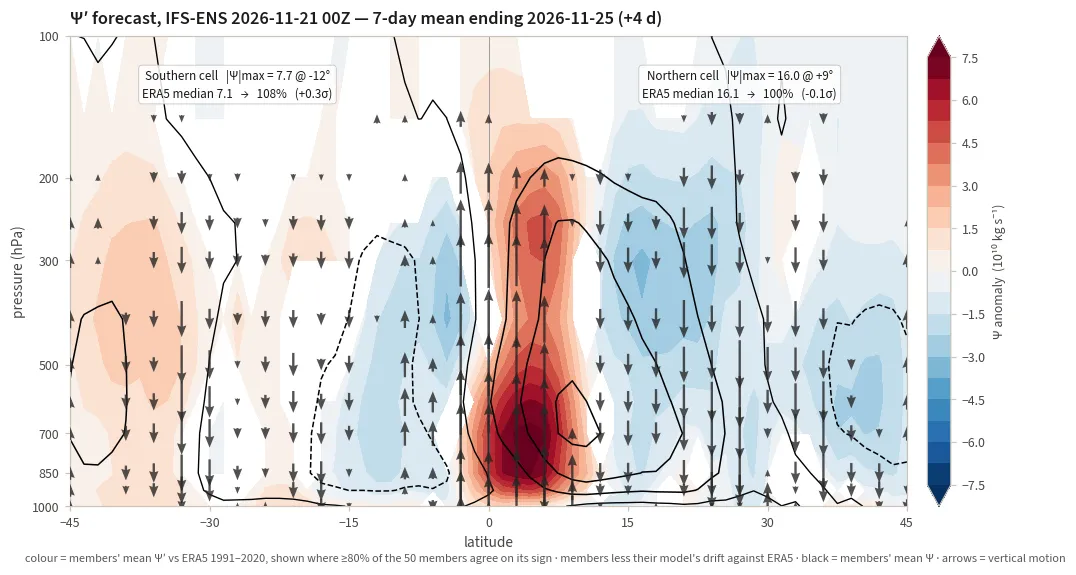 Ψ′ forecast, IFS-ENS 2026-11-21 00Z — 7-day mean ending 2026-11-25 (+4 d)
Southern cell |Ψ|max = 7.7 @ -12°
ERA5 median 7.1 → 108% (+0.3σ)
Northern cell |Ψ|max = 16.0 @ +9°
ERA5 median 16.1 → 100% (-0.1σ)
pressure (hPa)
100
200
300
400
500
700
850
1000
−45
−30
−15
0
15
30
45
latitude
7.5
6.0
4.5
3.0
1.5
0.0
−1.5
−3.0
−4.5
−6.0
−7.5
Ψ anomaly (10¹⁰ kg s⁻¹)
colour = members' mean Ψ′ vs ERA5 1991–2020, shown where ≥80% of the 50 members agree on its sign · members less their model's drift against ERA5 · black = members' mean Ψ · arrows = vertical motion